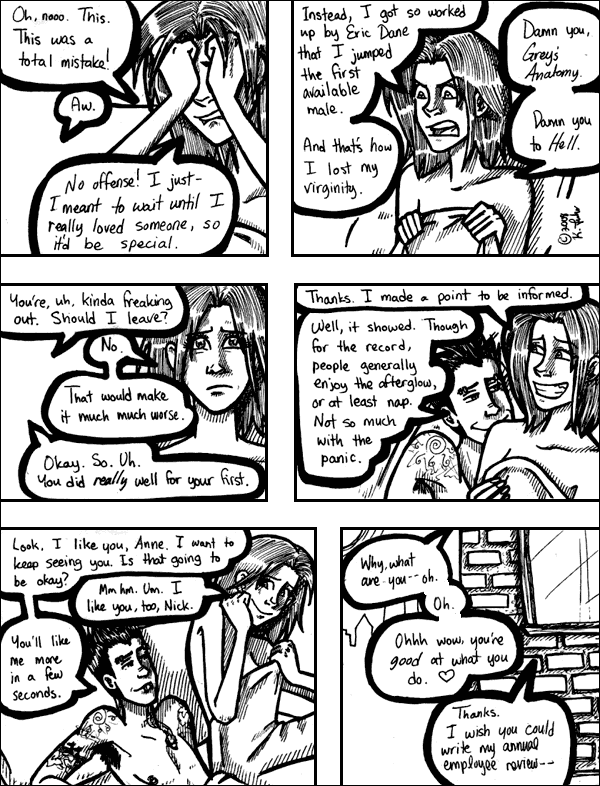 Oh, nooo. This.
This was a
total mistake!
Aw.
No offense! I just-
I meant to wait until I
really loved someone, so
it'd be special.
Instead, I got so worked
up by Eric Dane
that I jumped
the first
available
male.
And that's how
I lost my
virginity.
Damn you,
Grey's
Anatomy.
Damn you
to Hell.
©2008
You're, uh, kinda freaking
out. Should I leave?
No.
That would make
it much much worse.
Okay. So. Uh.
You did really well for your first.
Thanks. I made a point to be informed.
Well, it showed. Though
for the record,
people generally
enjoy the afterglow,
or at least nap.
Not so much
with the
panic.
Look, I like you, Anne. I want to
keep seeing you. Is that going to
be okay?
Mm hm. Um. I
like you, too, Nick.
You'll like
me more
in a few
seconds.
Why, what
are-you--oh.
Oh.
Ohhh wow, you're
good at what you
do. ♡
Thanks.
I wish you could
write my annual
employee review--